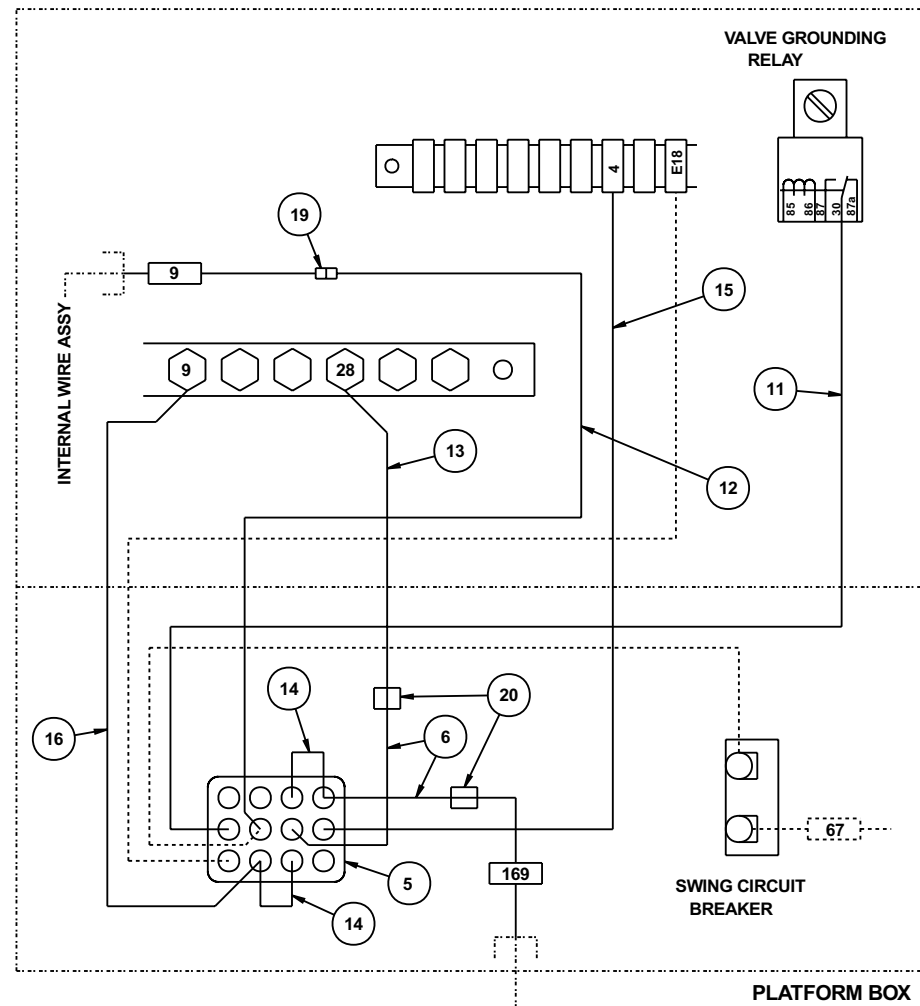 VALVE GROUNDING
RELAY
4
E18
85
86
87
30
87a
19
9
15
INTERNAL WIRE ASSY
9
28
11
13
12
14
20
16
6
67
5
169
SWING CIRCUIT
BREAKER
14
PLATFORM BOX